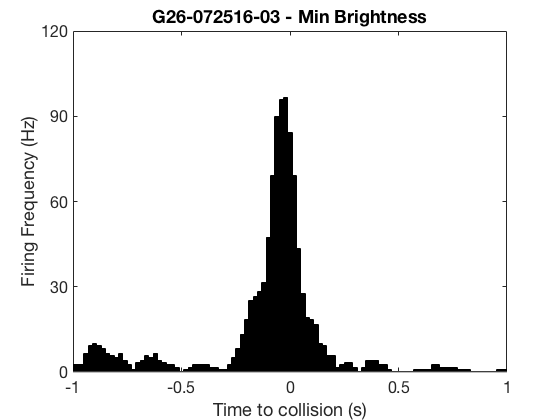 G26-072516-03 - Min Brightness
120
90
60
30
0
Firing Frequency (Hz)
-1 -0.5 0 0.5 1
Time to collision (s)